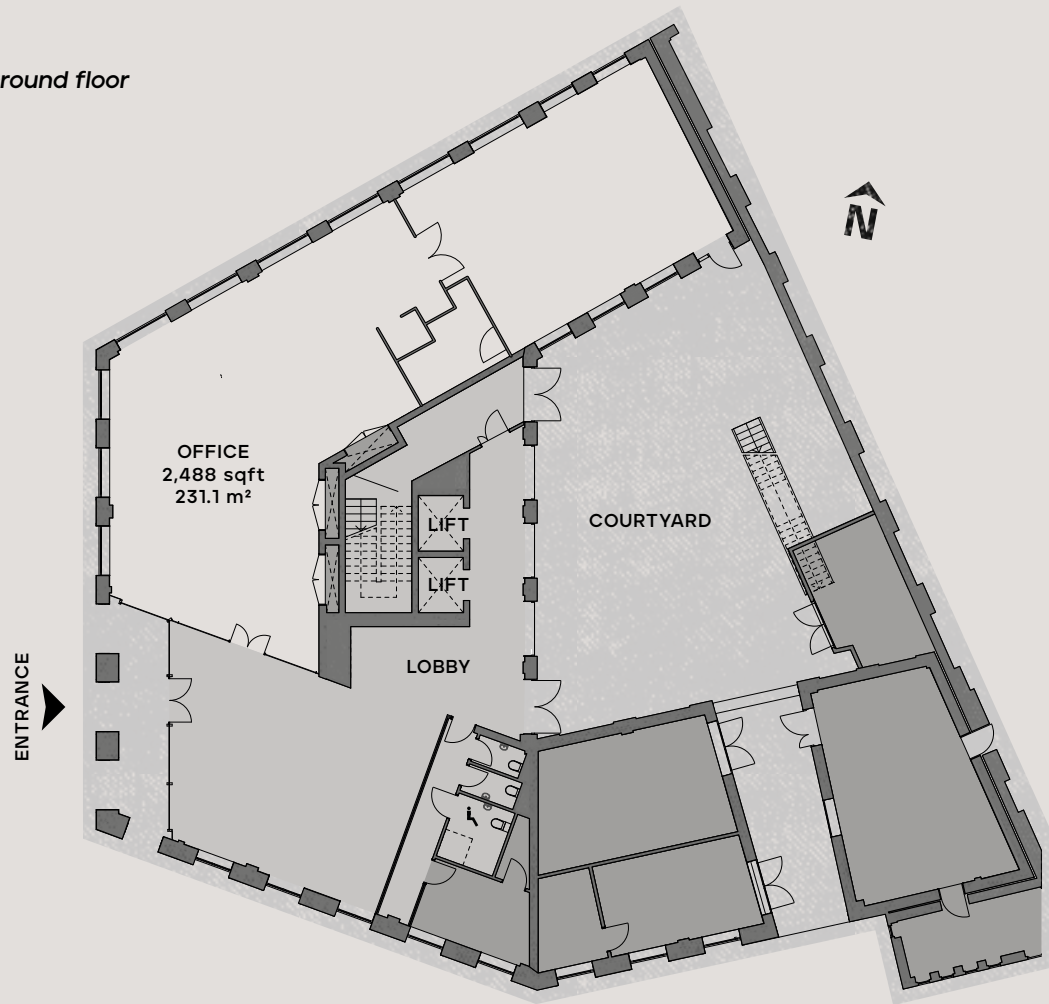 round floor
N
OFFICE
2,488 sqft
231.1 m²
LIFT
COURTYARD
LIFT
LOBBY
ENTRANCE